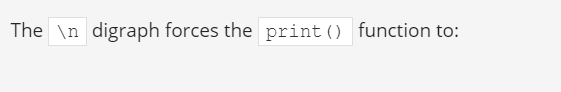 The \n digraph forces the print() function to: